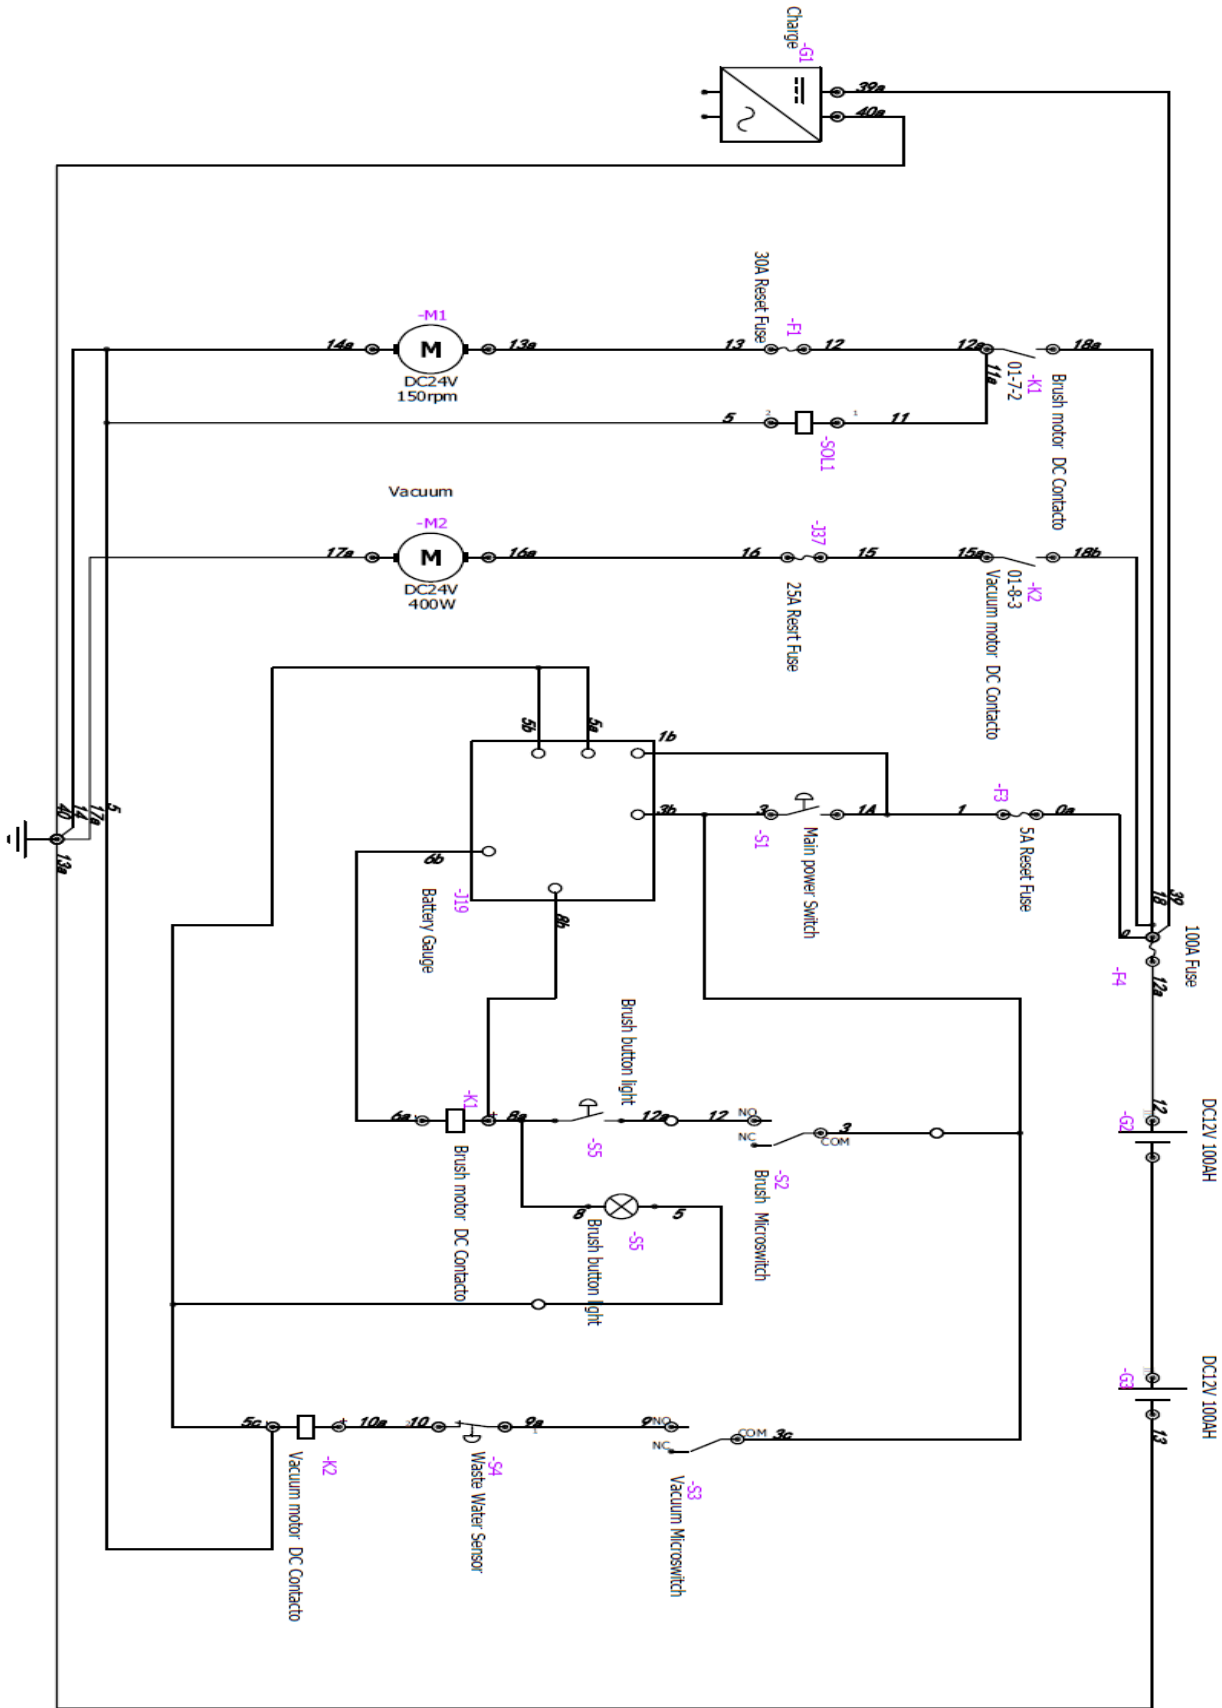 -G1
Charge
39a
40a
30A Reset Fuse
-F1
-M1
14a
M
13a
13
12
12a
18a
DC24V
150rpm
01-7-2
-K1
Brush motor DC Contacto
11a
5
2
1
11
-SOL1
Vacuum
-M2
17a
M
16a
16
-J37
15
15a
18b
DC24V
400W
25A Resrt Fuse
01-8-3
-K2
Vacuum motor DC Contacto
5b
5a
1b
3b
3
-S1
1A
Main power Switch
1
-F3
0a
5A Reset Fuse
40
14
17a
5
13a
6b
-J19
Battery Gauge
8b
39
18
0
100A Fuse
-F4
12a
Brush button light
-K1
6a
8a
12a
12
NO
NC
3
COM
-S5
-S2
Brush Microswitch
Brush motor DC Contacto
12
-G2
DC12V 100AH
8
5
-S5
Brush button light
DC12V 100AH
-G3
13
5c
10a
2
10
9a
1
9
NO
NC
COM
3c
-K2
Vacuum motor DC Contacto
-S4
Waste Water Sensor
-S3
Vacuum Microswitch